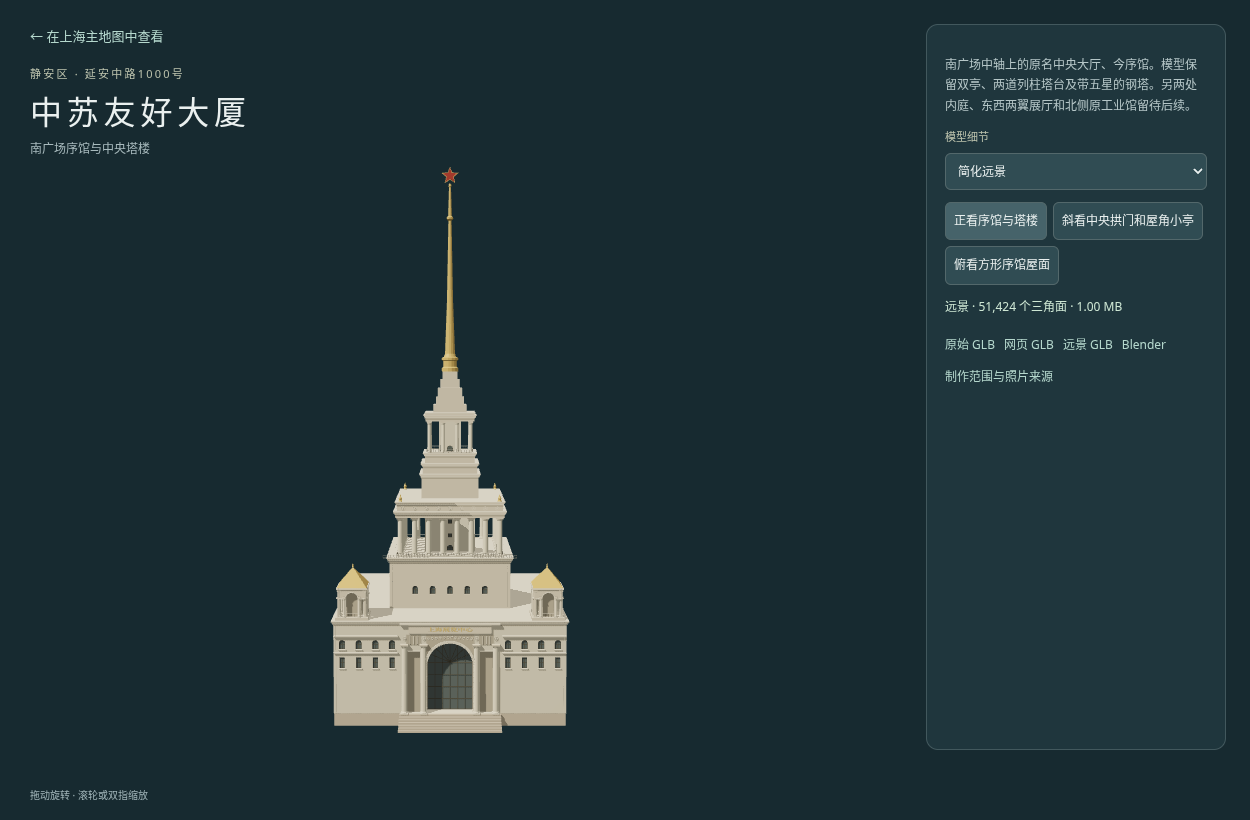 ← 在上海主地图中查看
静安区 · 延安中路1000号
中苏友好大厦
南广场序馆与中央塔楼
南广场中轴上的原名中央大厅、今序馆。模型保
留双亭、两道列柱塔台及带五星的钢塔。另两处
内庭、东西两翼展厅和北侧原工业馆留待后续。
模型细节
简化远景
正看序馆与塔楼 斜看中央拱门和屋角小亭
俯看方形序馆屋面
远景 · 51,424 个三角面 · 1.00 MB
原始 GLB 网页 GLB 远景 GLB Blender
制作范围与照片来源
拖动旋转 · 滚轮或双指缩放